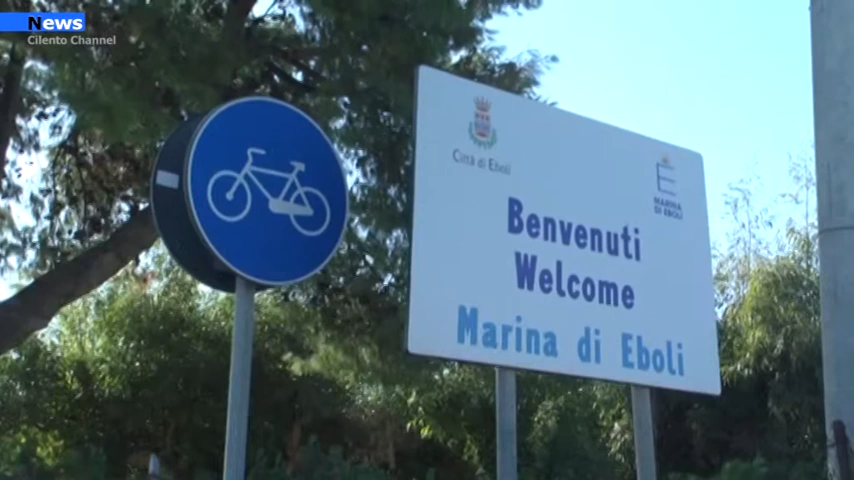 News
Cilento Channel
Città di Eboli
E
MARINA
DI EBOLI
Benvenuti
Welcome
Marina di Eboli